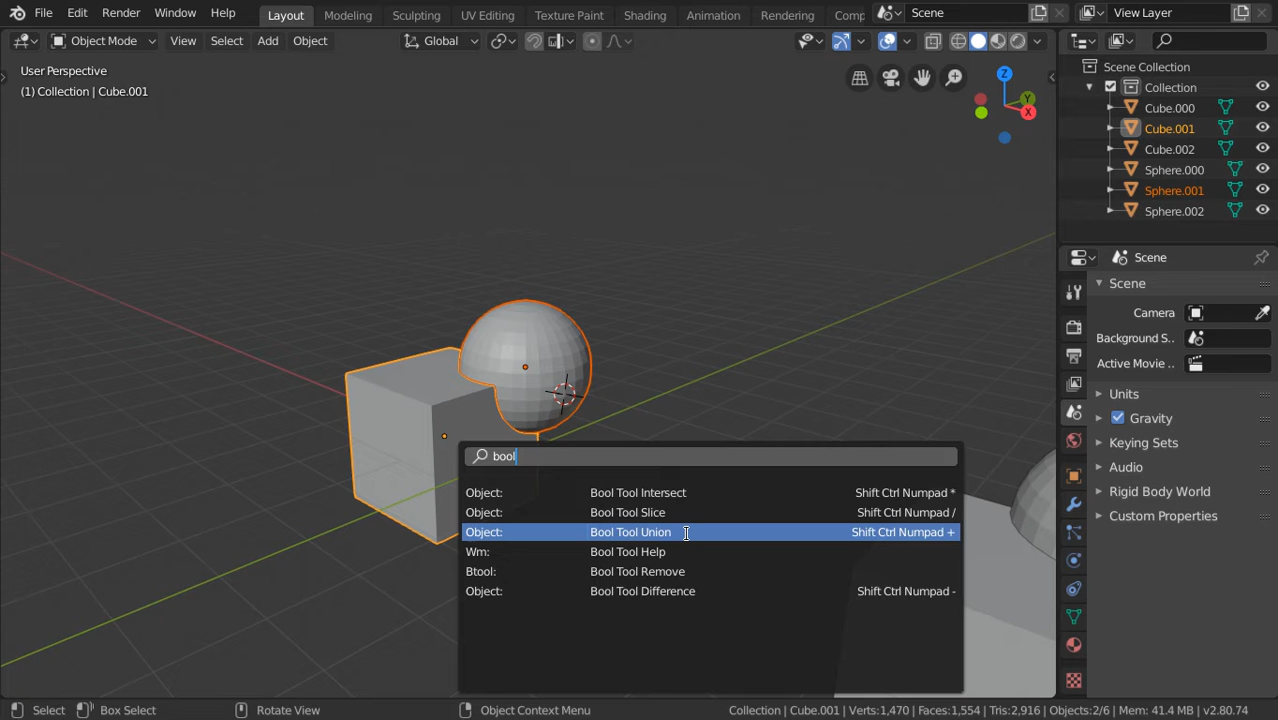 File Edit Render Window Help Layout Modeling Sculpting UV Editing Texture Paint Shading Animation Rendering Comp Scene View Layer
Object Mode View Select Add Object Global
User Perspective
(1) Collection | Cube.001
Z
Y
X
Scene Collection
Collection
Cube.000
Cube.001
Cube.002
Sphere.000
Sphere.001
Sphere.002
Scene
Scene
Camera
Background S..
Active Movie ..
Units
Gravity
Keying Sets
Audio
Rigid Body World
Custom Properties
bool
Object: Bool Tool Intersect Shift Ctrl Numpad *
Object: Bool Tool Slice Shift Ctrl Numpad /
Object: Bool Tool Union Shift Ctrl Numpad +
Wm: Bool Tool Help
Btool: Bool Tool Remove
Object: Bool Tool Difference Shift Ctrl Numpad -
Select Box Select Rotate View Object Context Menu Collection | Cube.001 | Verts:1,470 | Faces:1,554 | Tris:2,916 | Objects:2/6 | Mem: 41.4 MB | v2.80.74